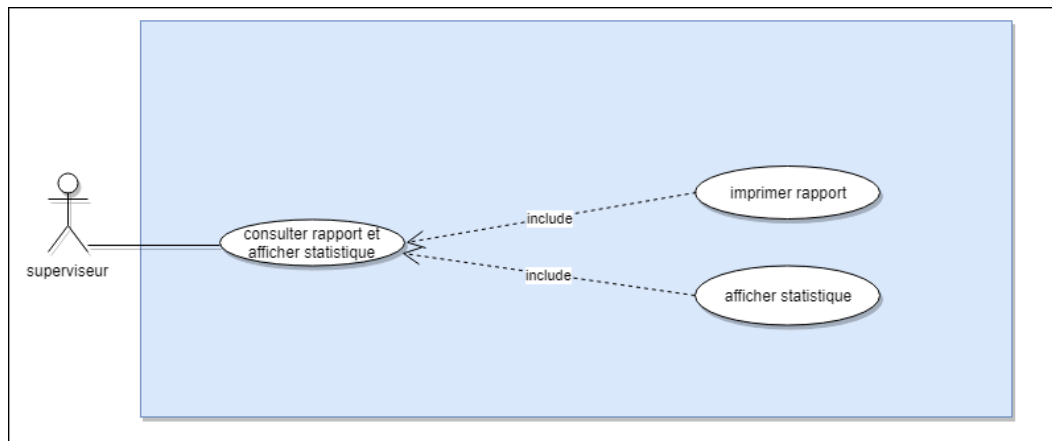 imprimer rapport
include
consulter rapport et
afficher statistique
superviseur
include
afficher statistique